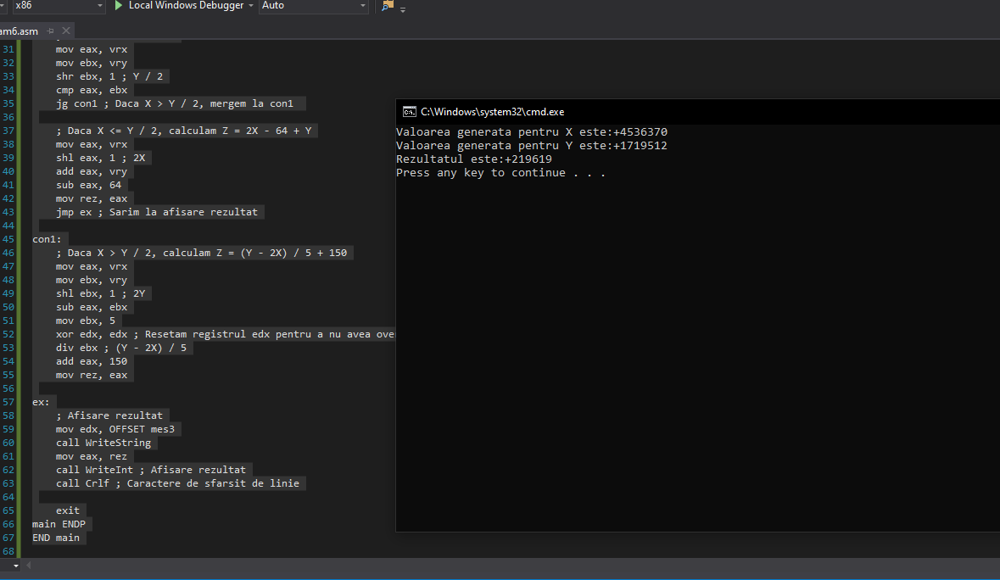 x86 Local Windows Debugger Auto
am6.asm
31 mov eax, vrx
32 mov ebx, vry
33 shr ebx, 1 ; Y / 2
34 cmp eax, ebx
35 jg con1 ; Daca X > Y / 2, mergem la con1
36
37 ; Daca X <= Y / 2, calculam Z = 2X - 64 + Y
38 mov eax, vrx
39 shl eax, 1 ; 2X
40 add eax, vry
41 sub eax, 64
42 mov rez, eax
43 jmp ex ; Sarim la afisare rezultat
44
45 con1:
46 ; Daca X > Y / 2, calculam Z = (Y - 2X) / 5 + 150
47 mov eax, vrx
48 mov ebx, vry
49 shl ebx, 1 ; 2Y
50 sub eax, ebx
51 mov ebx, 5
52 xor edx, edx ; Resetam registrul edx pentru a nu avea ove
53 div ebx ; (Y - 2X) / 5
54 add eax, 150
55 mov rez, eax
56
57 ex:
58 ; Afisare rezultat
59 mov edx, OFFSET mes3
60 call WriteString
61 mov eax, rez
62 call WriteInt ; Afisare rezultat
63 call Crlf ; Caractere de sfarsit de linie
64
65 exit
66 main ENDP
67 END main
68
C:\Windows\system32\cmd.exe
Valoarea generata pentru X este:+4536370
Valoarea generata pentru Y este:+1719512
Rezultatul este:+219619
Press any key to continue . . .